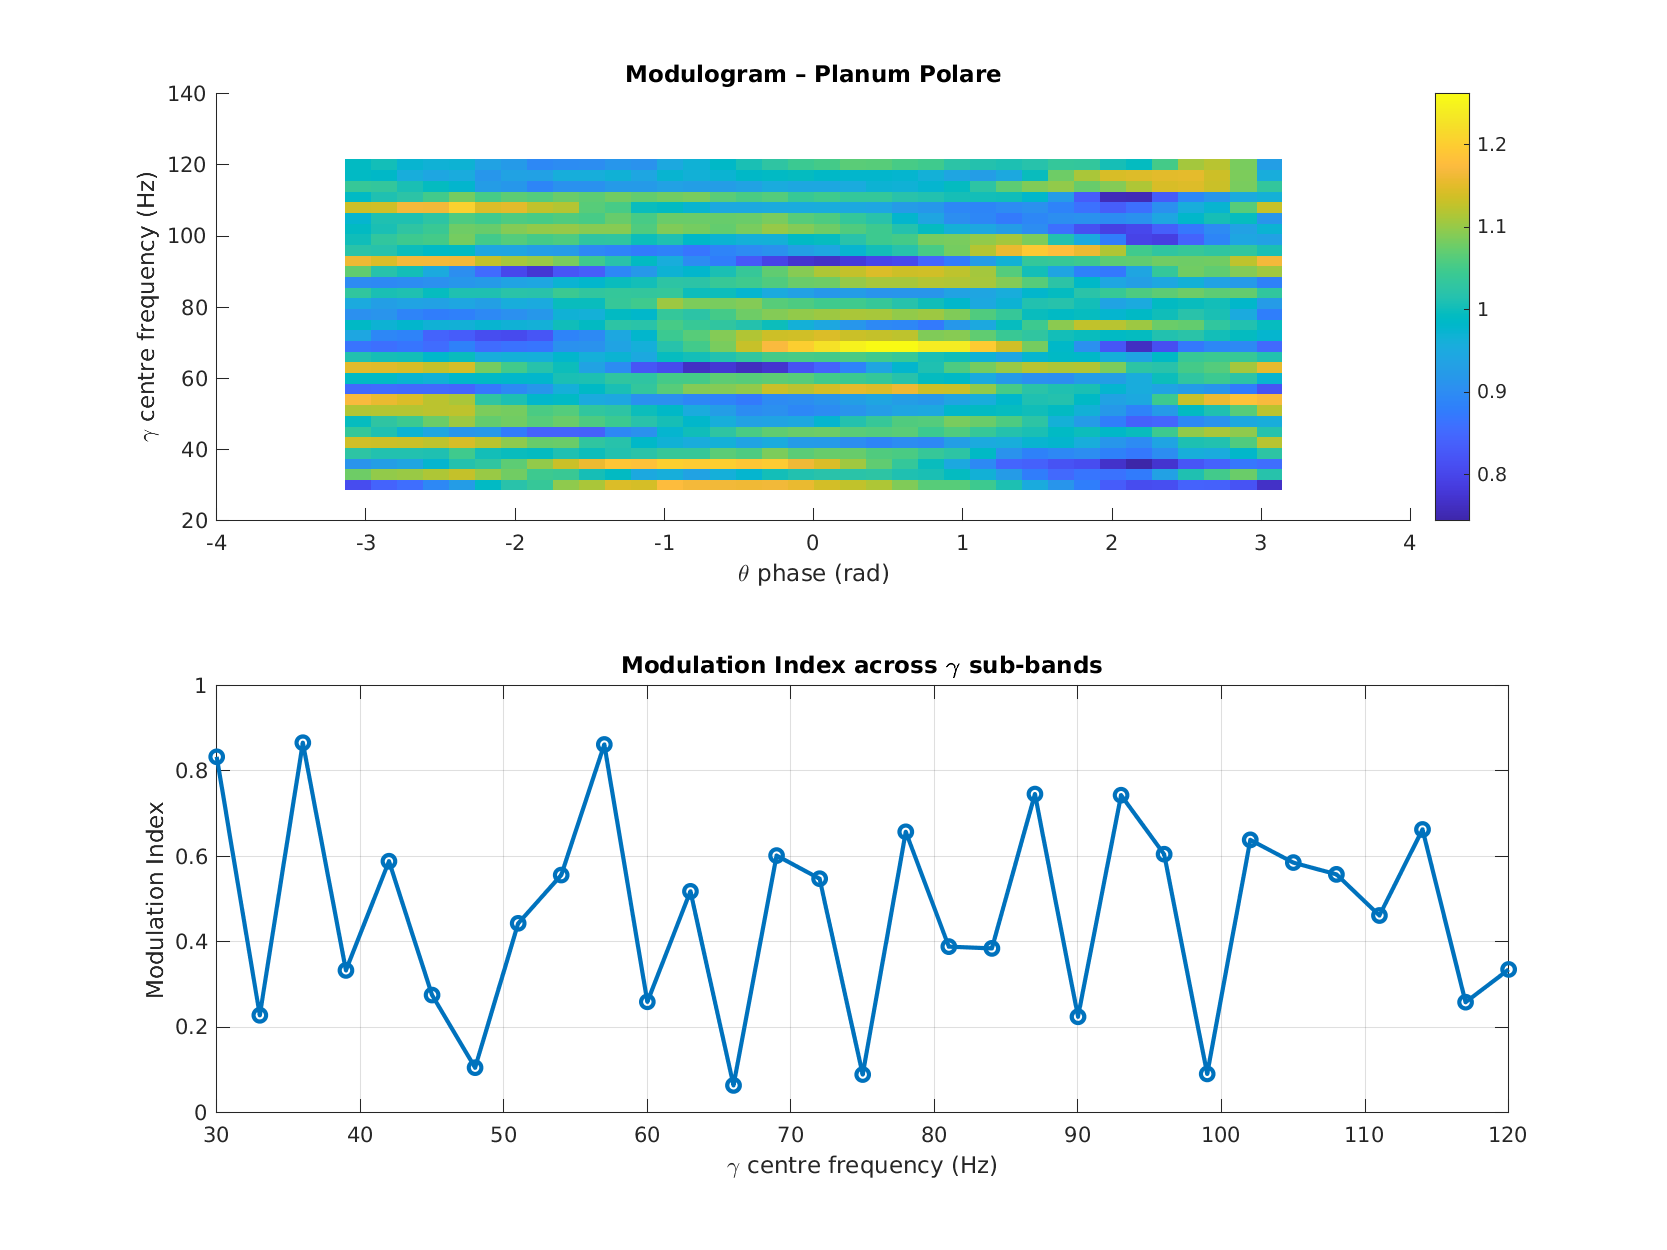 Modulogram – Planum Polare
140
120
100
80
60
40
20
γ centre frequency (Hz)
-4 -3 -2 -1 0 1 2 3 4
θ phase (rad)
1.2
1.1
1
0.9
0.8
Modulation Index across γ sub-bands
1
0.8
0.6
0.4
0.2
0
Modulation Index
30 40 50 60 70 80 90 100 110 120
γ centre frequency (Hz)